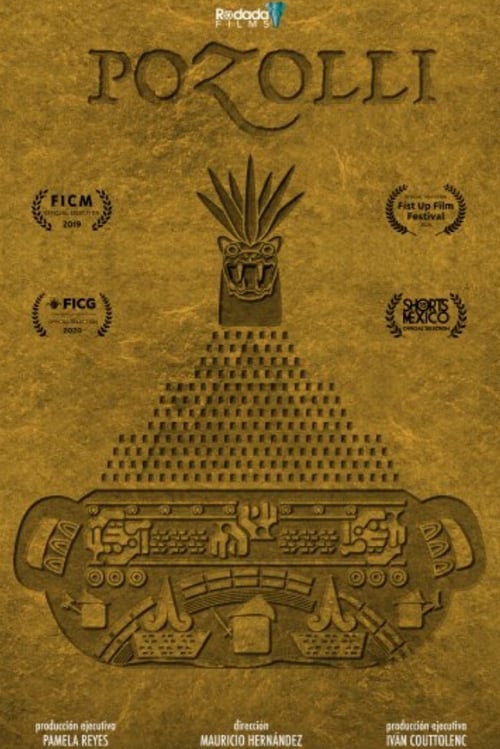 Rodada
FILMS
POZOLLI
FICM
OFFICIAL SELECTION
2019
Fist Up Film
Festival
FICG
OFFICIAL SELECTION
2020
SHORTS
MEXICO
OFFICIAL SELECTION
producción ejecutiva
PAMELA REYES
dirección
MAURICIO HERNÁNDEZ
producción ejecutiva
IVÁN COUTTOLENC